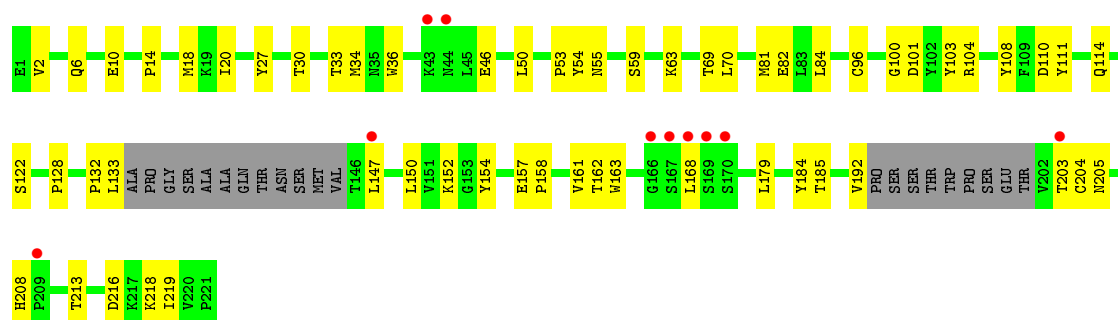 E1 V2 Q6 E10 P14 M18 K19 I20 Y27 T30 T33 M34 N35 W36 K43 N44 L45 E46 L50 P53 Y54 N55 S59 K63 T69 L70 M81 E82 L83 L84 C96 G100 D101 Y102 Y103 R104 Y108 F109 D110 Y111 Q114
S122 P128 P132 L133 ALA PRO GLY SER ALA ALA GLN THR ASN SER MET VAL T146 L147 L150 V151 K152 G153 Y154 E157 P158 V161 T162 W163 G166 S167 L168 S169 S170 L179 Y184 T185 V192 PRO SER SER THR TRP PRO SER GLU THR V202 T203 C204 N205
H208 P209 T213 D216 K217 K218 I219 V220 P221